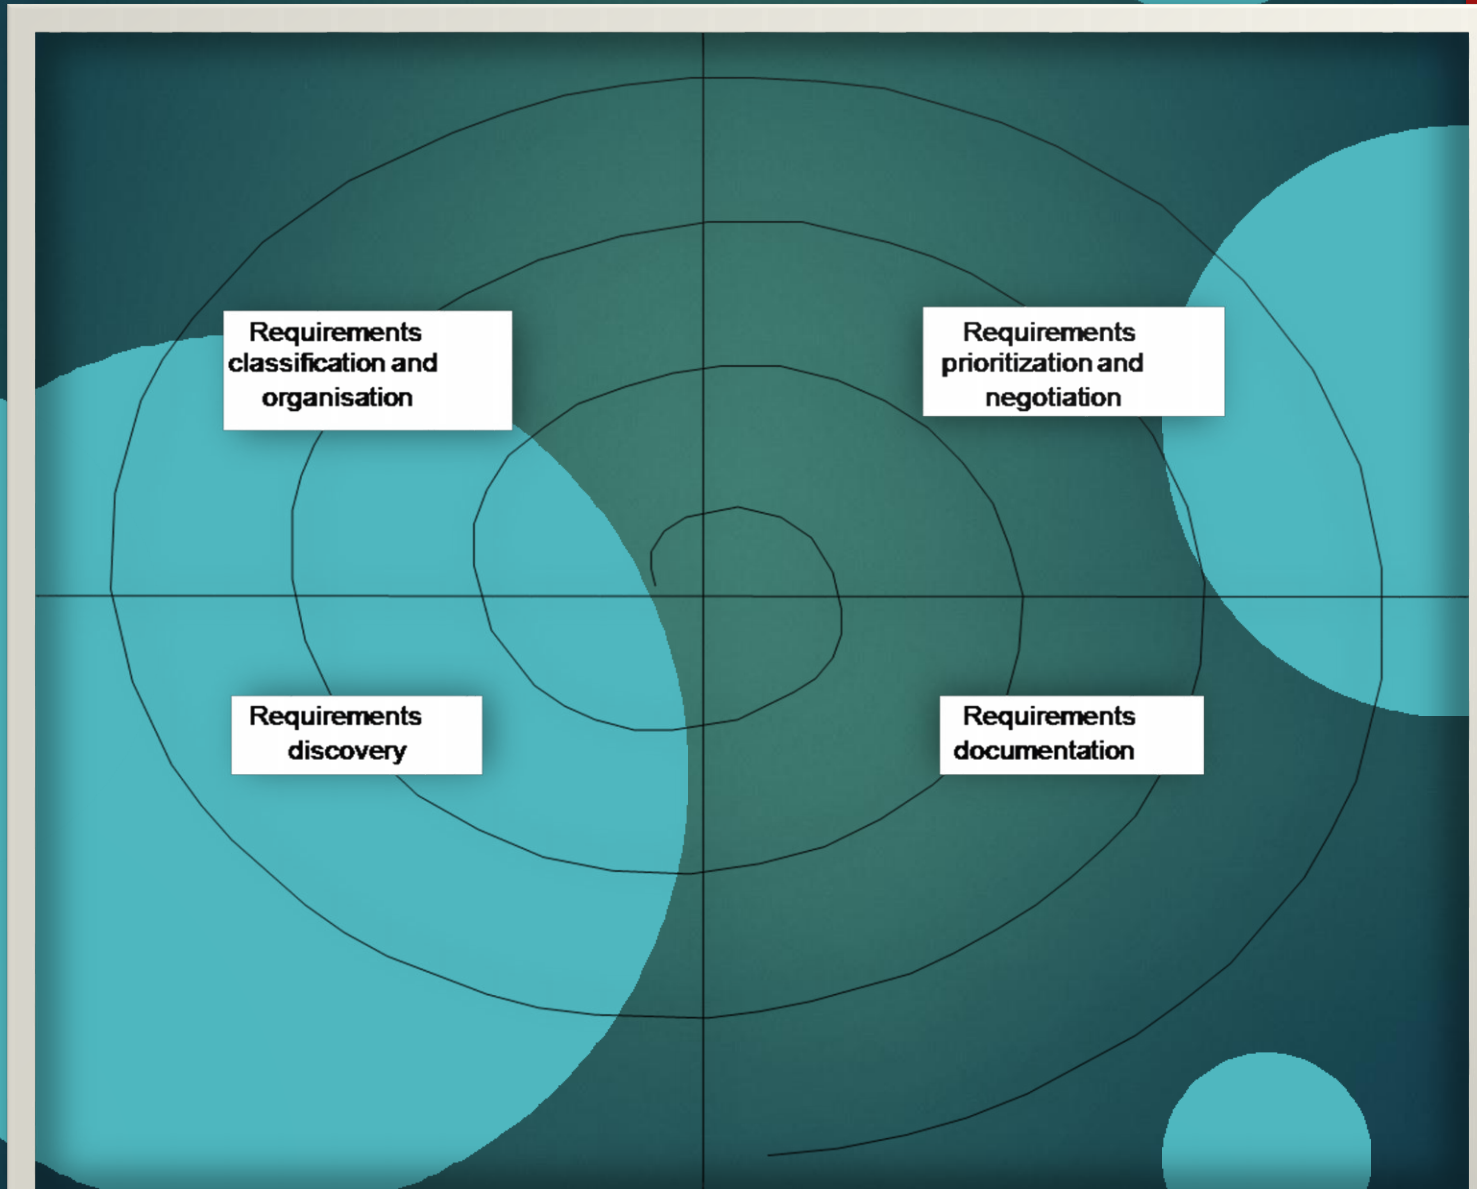 Requirements
classification and
organisation
Requirements
prioritization and
negotiation
Requirements
discovery
Requirements
documentation